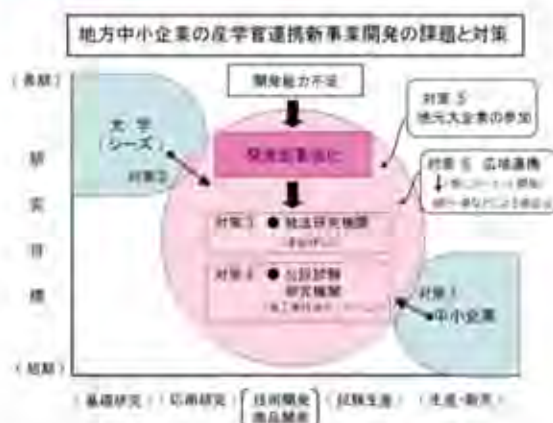 地方中小企業の産学官連携新事業開発の課題と対策
(長期)
開発能力不足
対策 5
地元大企業の参加
大学
(シーズ)
対策2
開発起業強化
対策 6 広域連携
対策3 ● 独法研究機関
対策4 ● 公設試験
研究機関
対策1
中小企業
研
究
目
標
(短期)
(基礎研究)
(応用研究)
技術開発
商品開発
(試験生産)
(生産・販売)